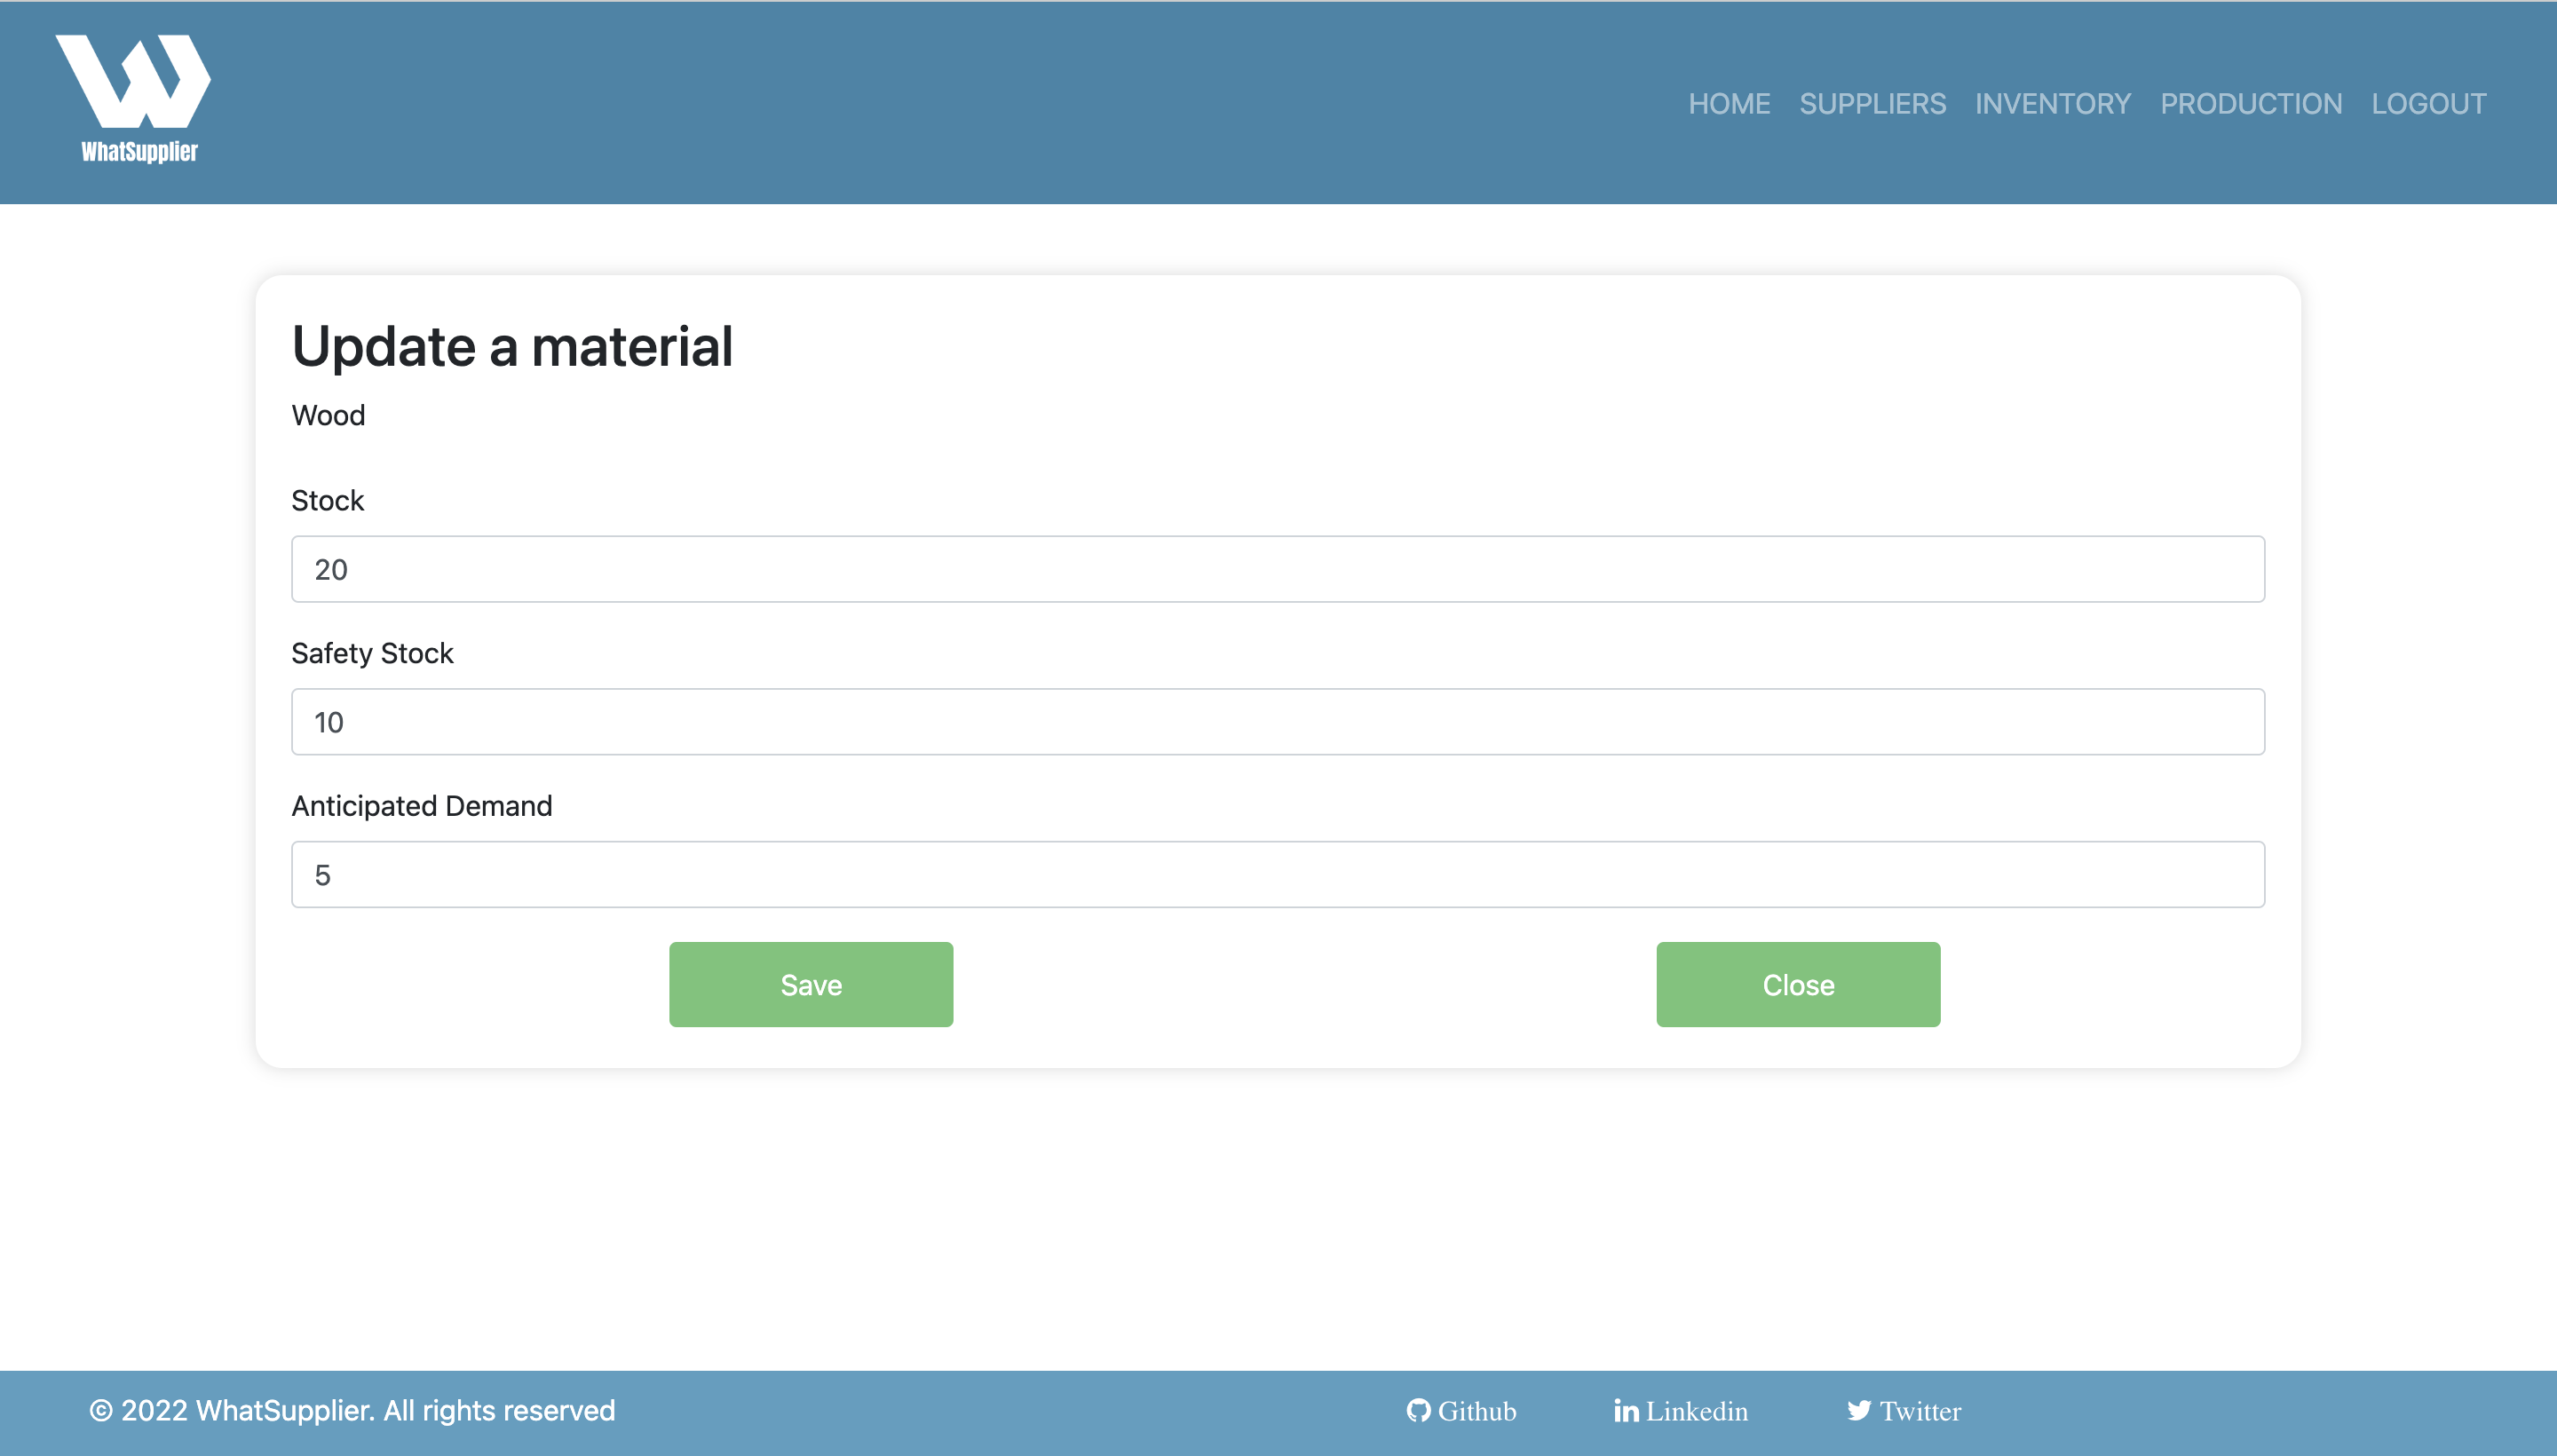 WhatSupplier
HOME SUPPLIERS INVENTORY PRODUCTION LOGOUT
Update a material
Wood
Stock
20
Safety Stock
10
Anticipated Demand
5
Save Close
© 2022 WhatSupplier. All rights reserved Github Linkedin Twitter